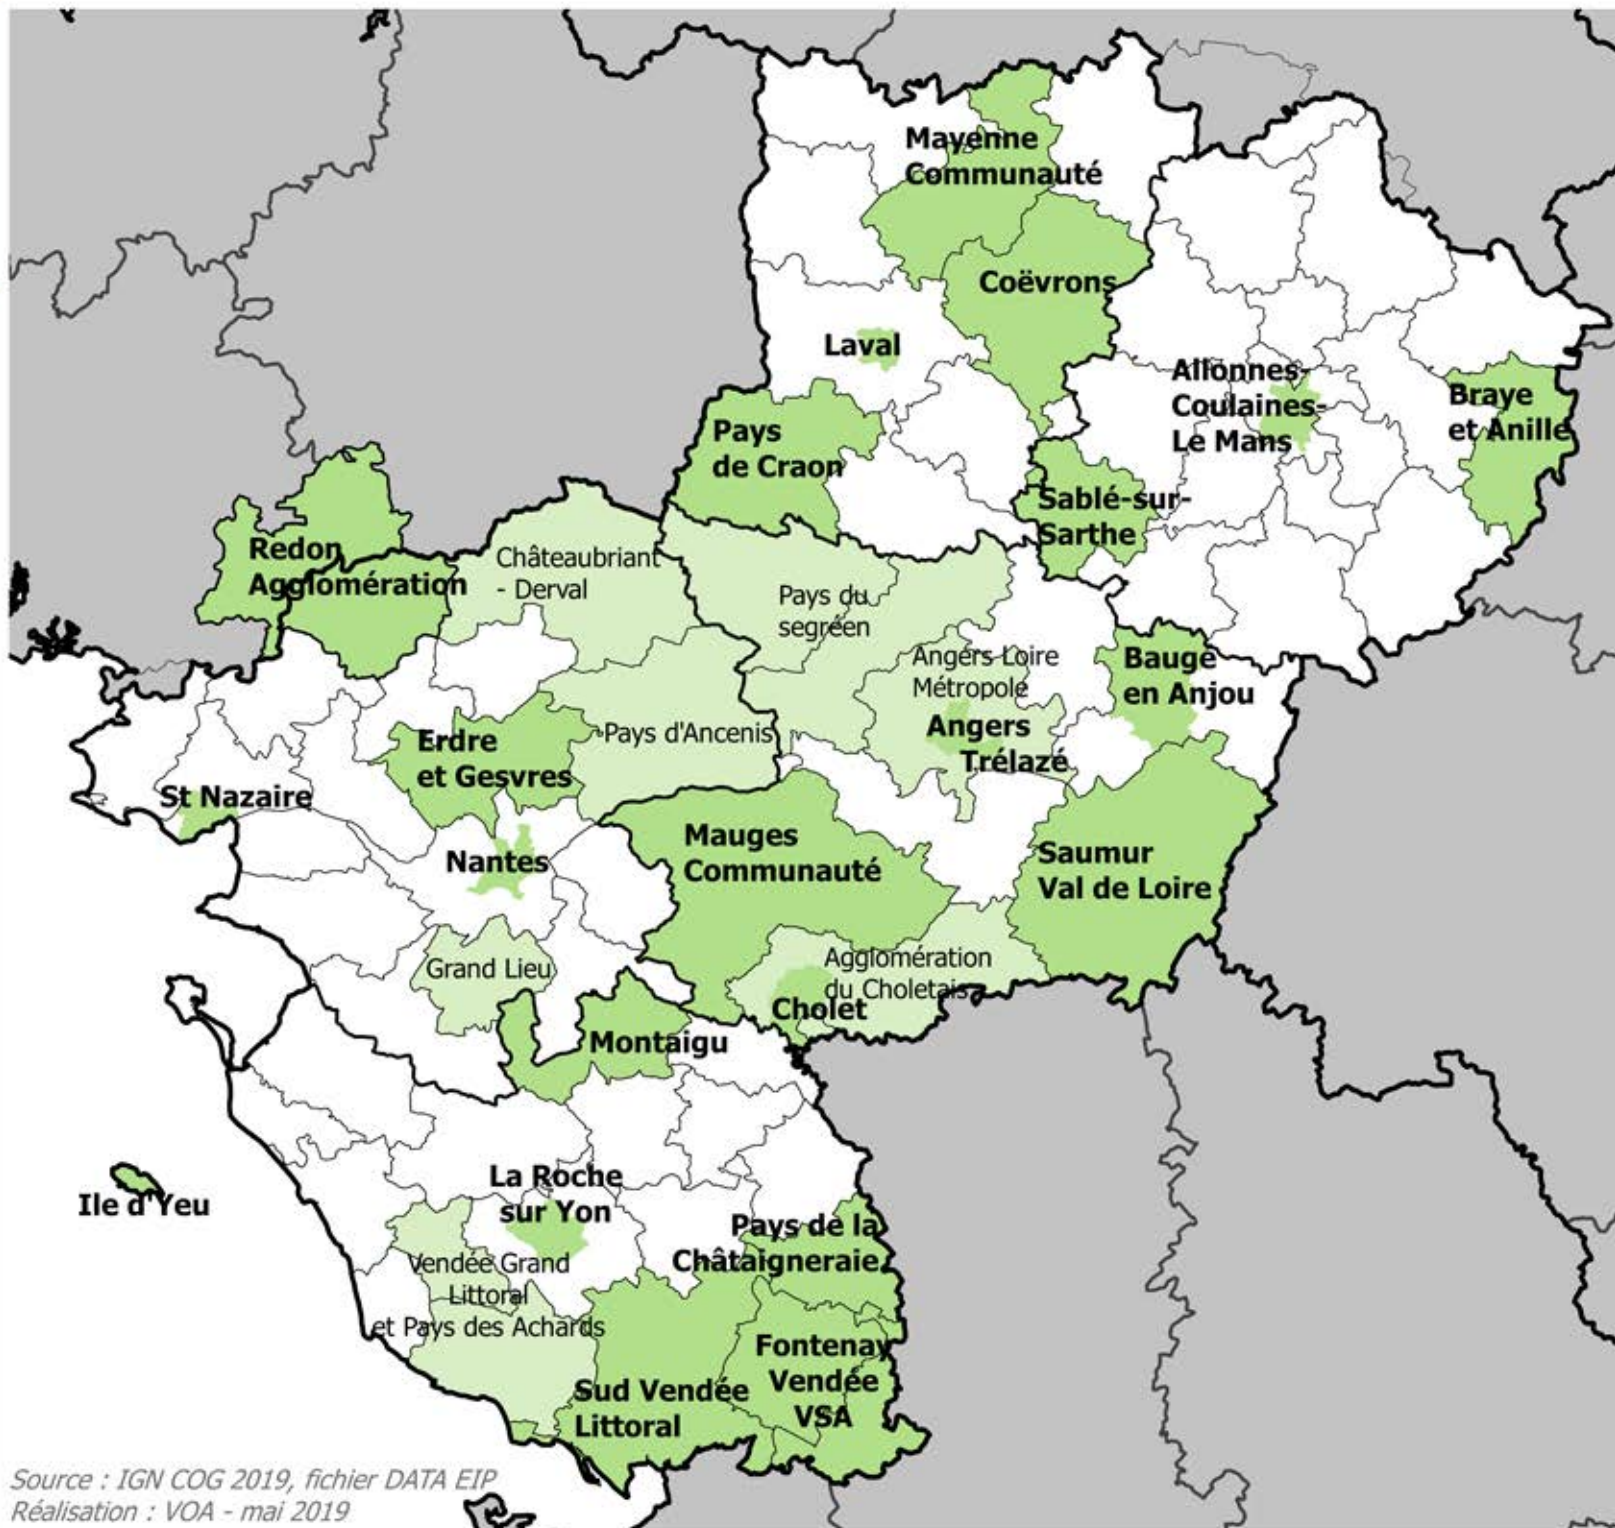 Mayenne
Communauté
Coëvrons
Laval
Allonnes-
Coulaines-
Le Mans
Braye
et Anille
Pays
de Craon
Sablé-sur-
Sarthe
Redon
Agglomération
Châteaubriant
- Derval
Pays du
segréen
Angers Loire
Métropole
Angers
Trélazé
Baugé
en Anjou
Pays d'Ancenis
Erdre
et Gesvres
St Nazaire
Nantes
Mauges
Communauté
Saumur
Val de Loire
Grand Lieu
Agglomération
du Choletais
Cholet
Montaigu
La Roche
sur Yon
Ile d'Yeu
Pays de la
Châtaigneraie
Vendée Grand
Littoral
et Pays des Achards
Fontenay
Vendée
VSA
Sud Vendée
Littoral
Source : IGN COG 2019, fichier DATA EIP
Réalisation : VOA - mai 2019